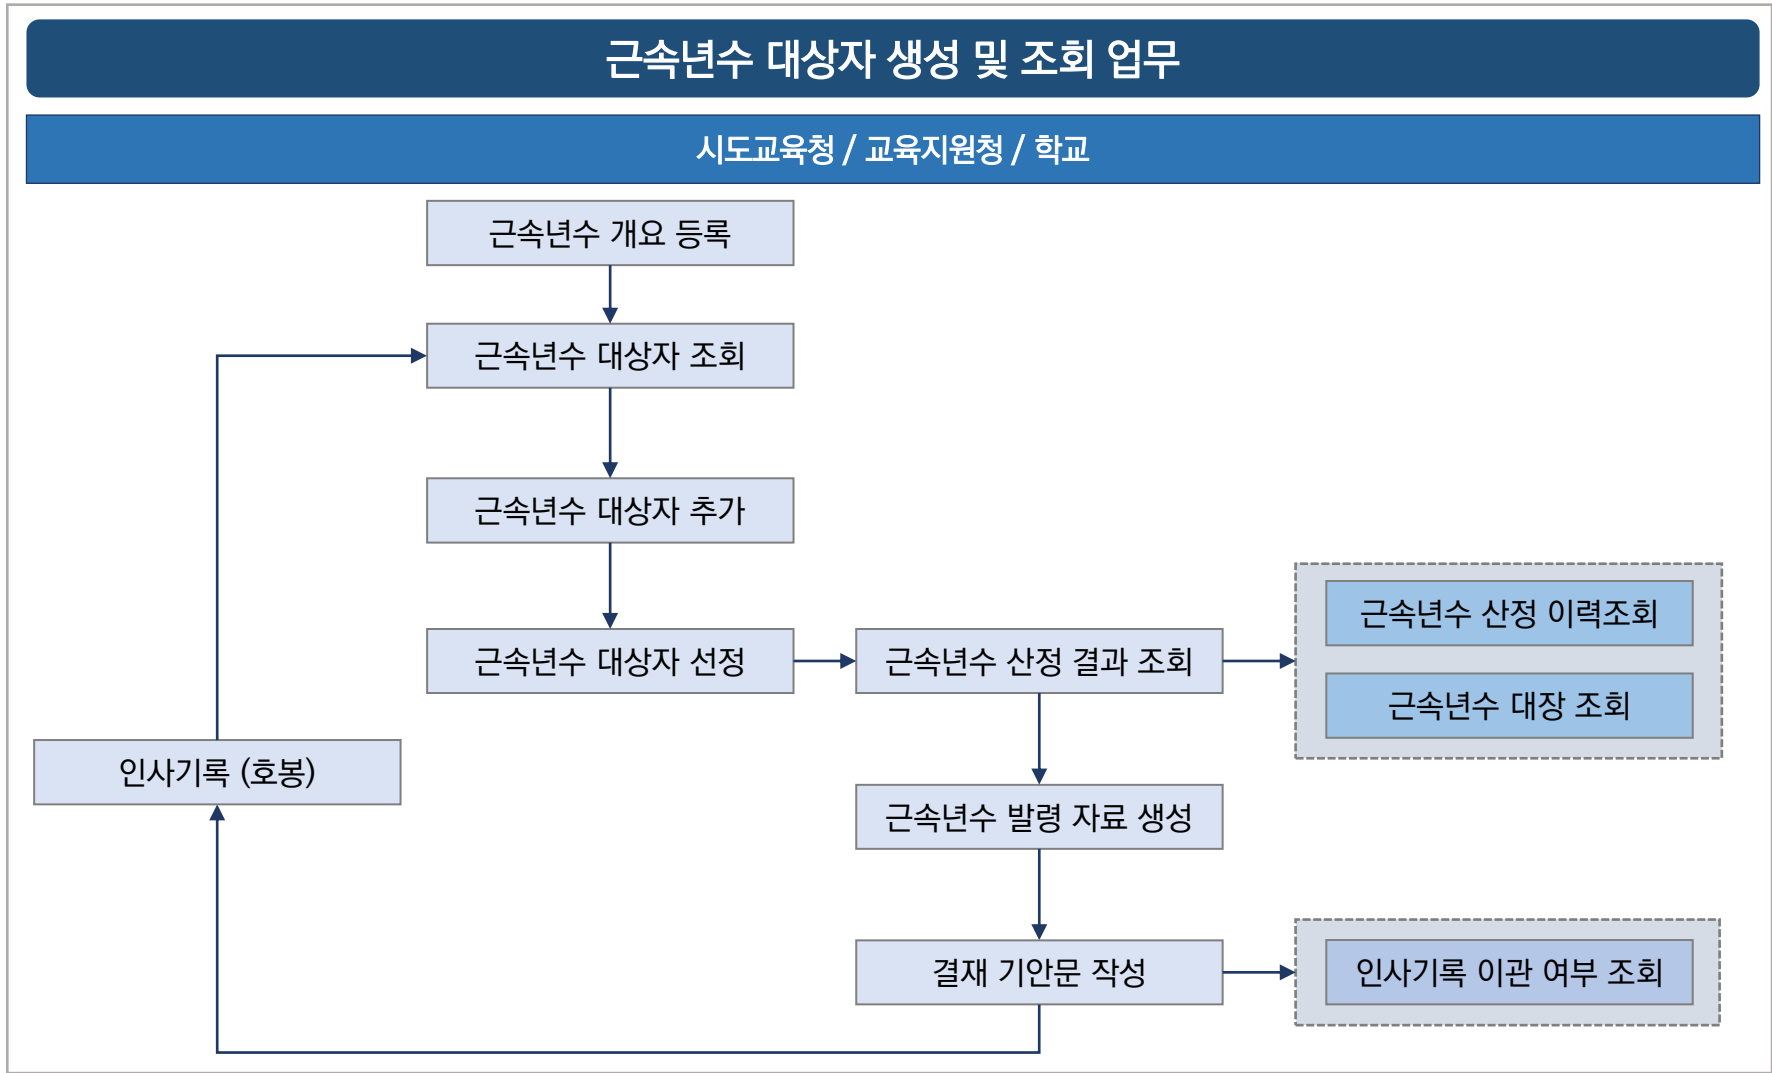 근속년수 대상자 생성 및 조회 업무
시도교육청 / 교육지원청 / 학교
근속년수 개요 등록
근속년수 대상자 조회
근속년수 대상자 추가
근속년수 대상자 선정
근속년수 산정 결과 조회
근속년수 산정 이력조회
근속년수 대장 조회
인사기록 (호봉)
근속년수 발령 자료 생성
결재 기안문 작성
인사기록 이관 여부 조회